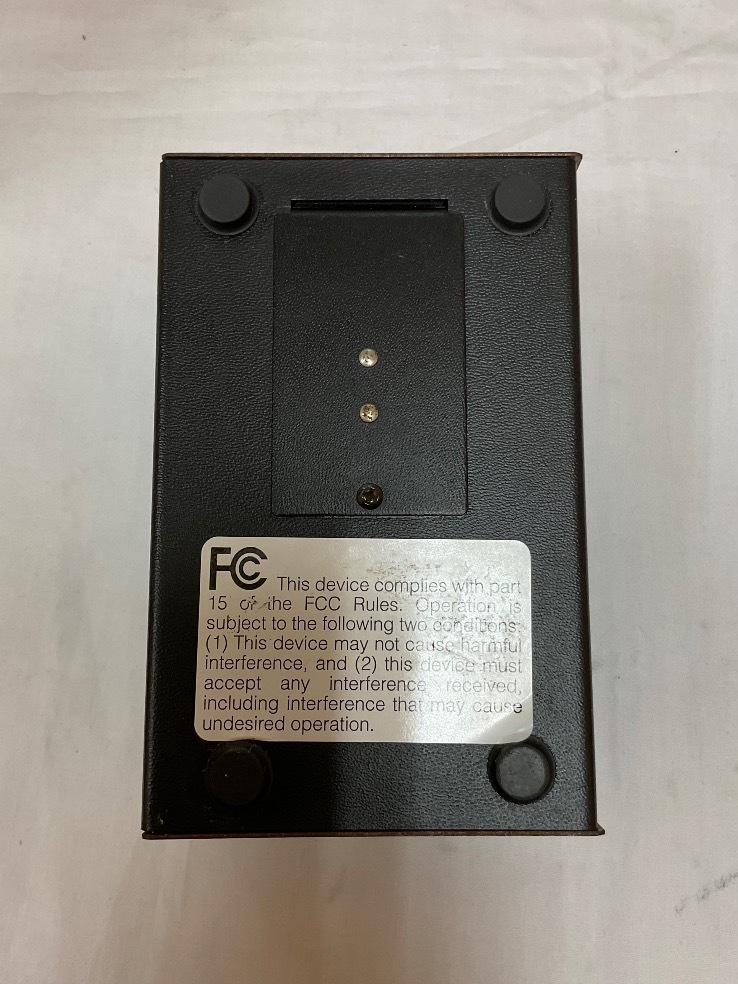 FCC This device complies with part
15 of the FCC Rules. Operation is
subject to the following two conditions:
(1) This device may not cause harmful
interference, and (2) this device must
accept any interference received,
including interference that may cause
undesired operation.